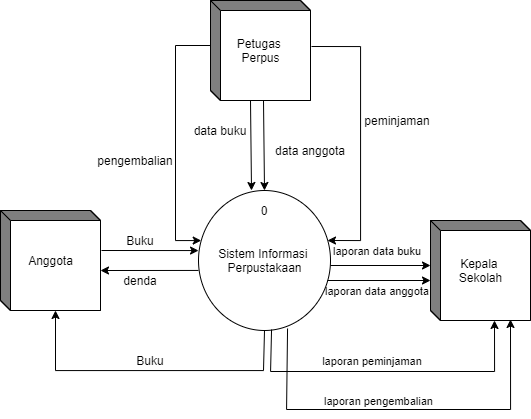 Petugas
Perpus
data buku
peminjaman
data anggota
pengembalian
0
Buku
Sistem Informasi
Perpustakaan
laporan data buku
Anggota
Kepala
Sekolah
denda
laporan data anggota
Buku
laporan peminjaman
laporan pengembalian